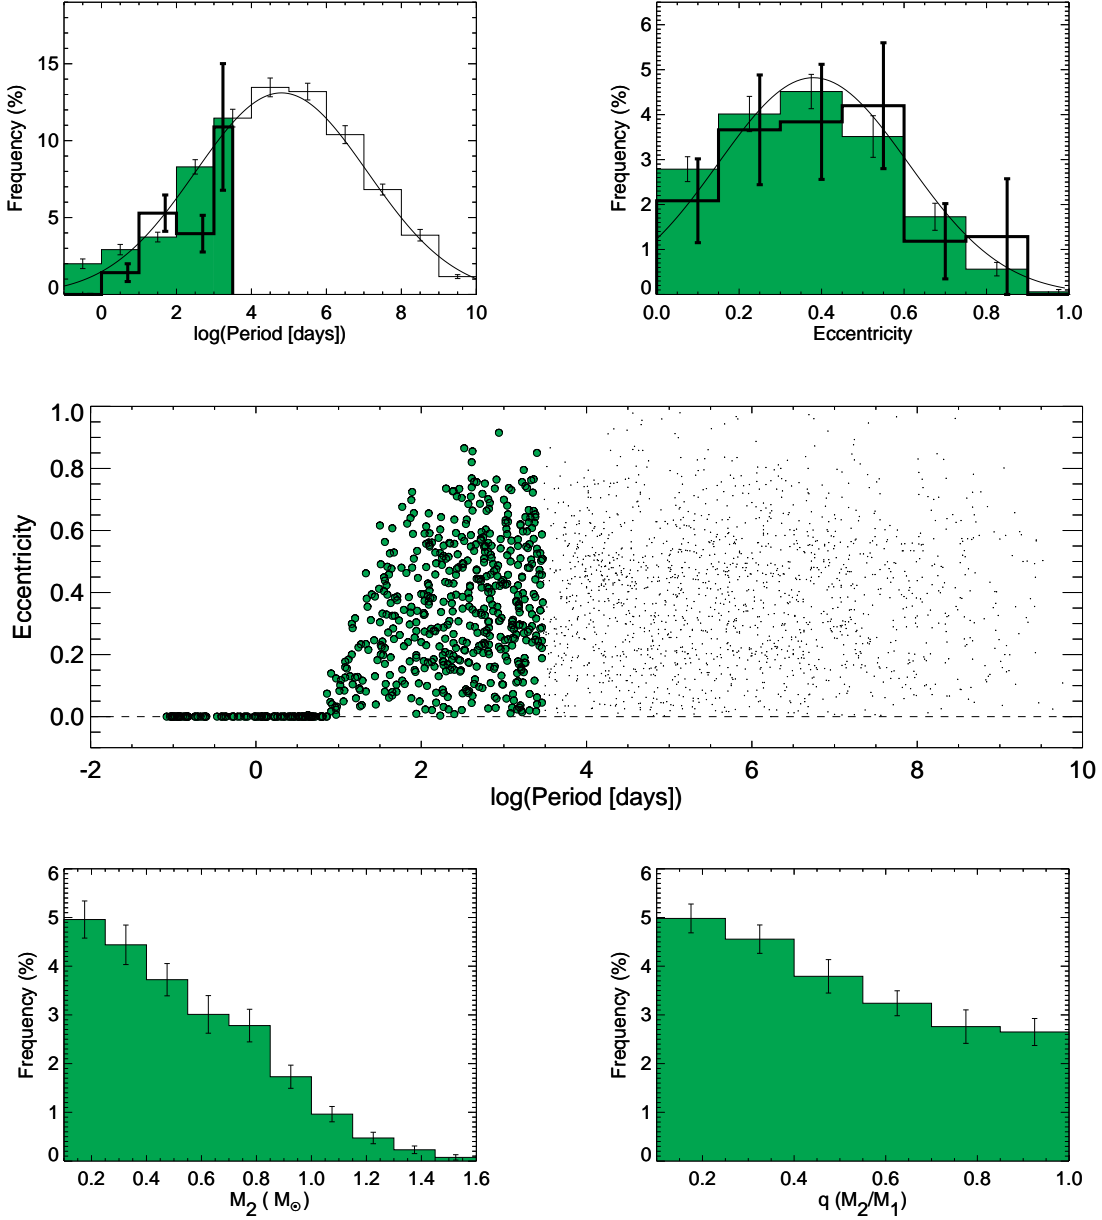 15
10
5
0
Frequency (%)
0 2 4 6 8 10
log(Period [days])
6
5
4
3
2
1
0
Frequency (%)
0.0 0.2 0.4 0.6 0.8 1.0
Eccentricity
1.0
0.8
0.6
0.4
0.2
0.0
Eccentricity
-2 0 2 4 6 8 10
log(Period [days])
6
5
4
3
2
1
0
Frequency (%)
0.2 0.4 0.6 0.8 1.0 1.2 1.4 1.6
M2 ( M⊙)
6
5
4
3
2
1
0
Frequency (%)
0.2 0.4 0.6 0.8 1.0
q (M2/M1)